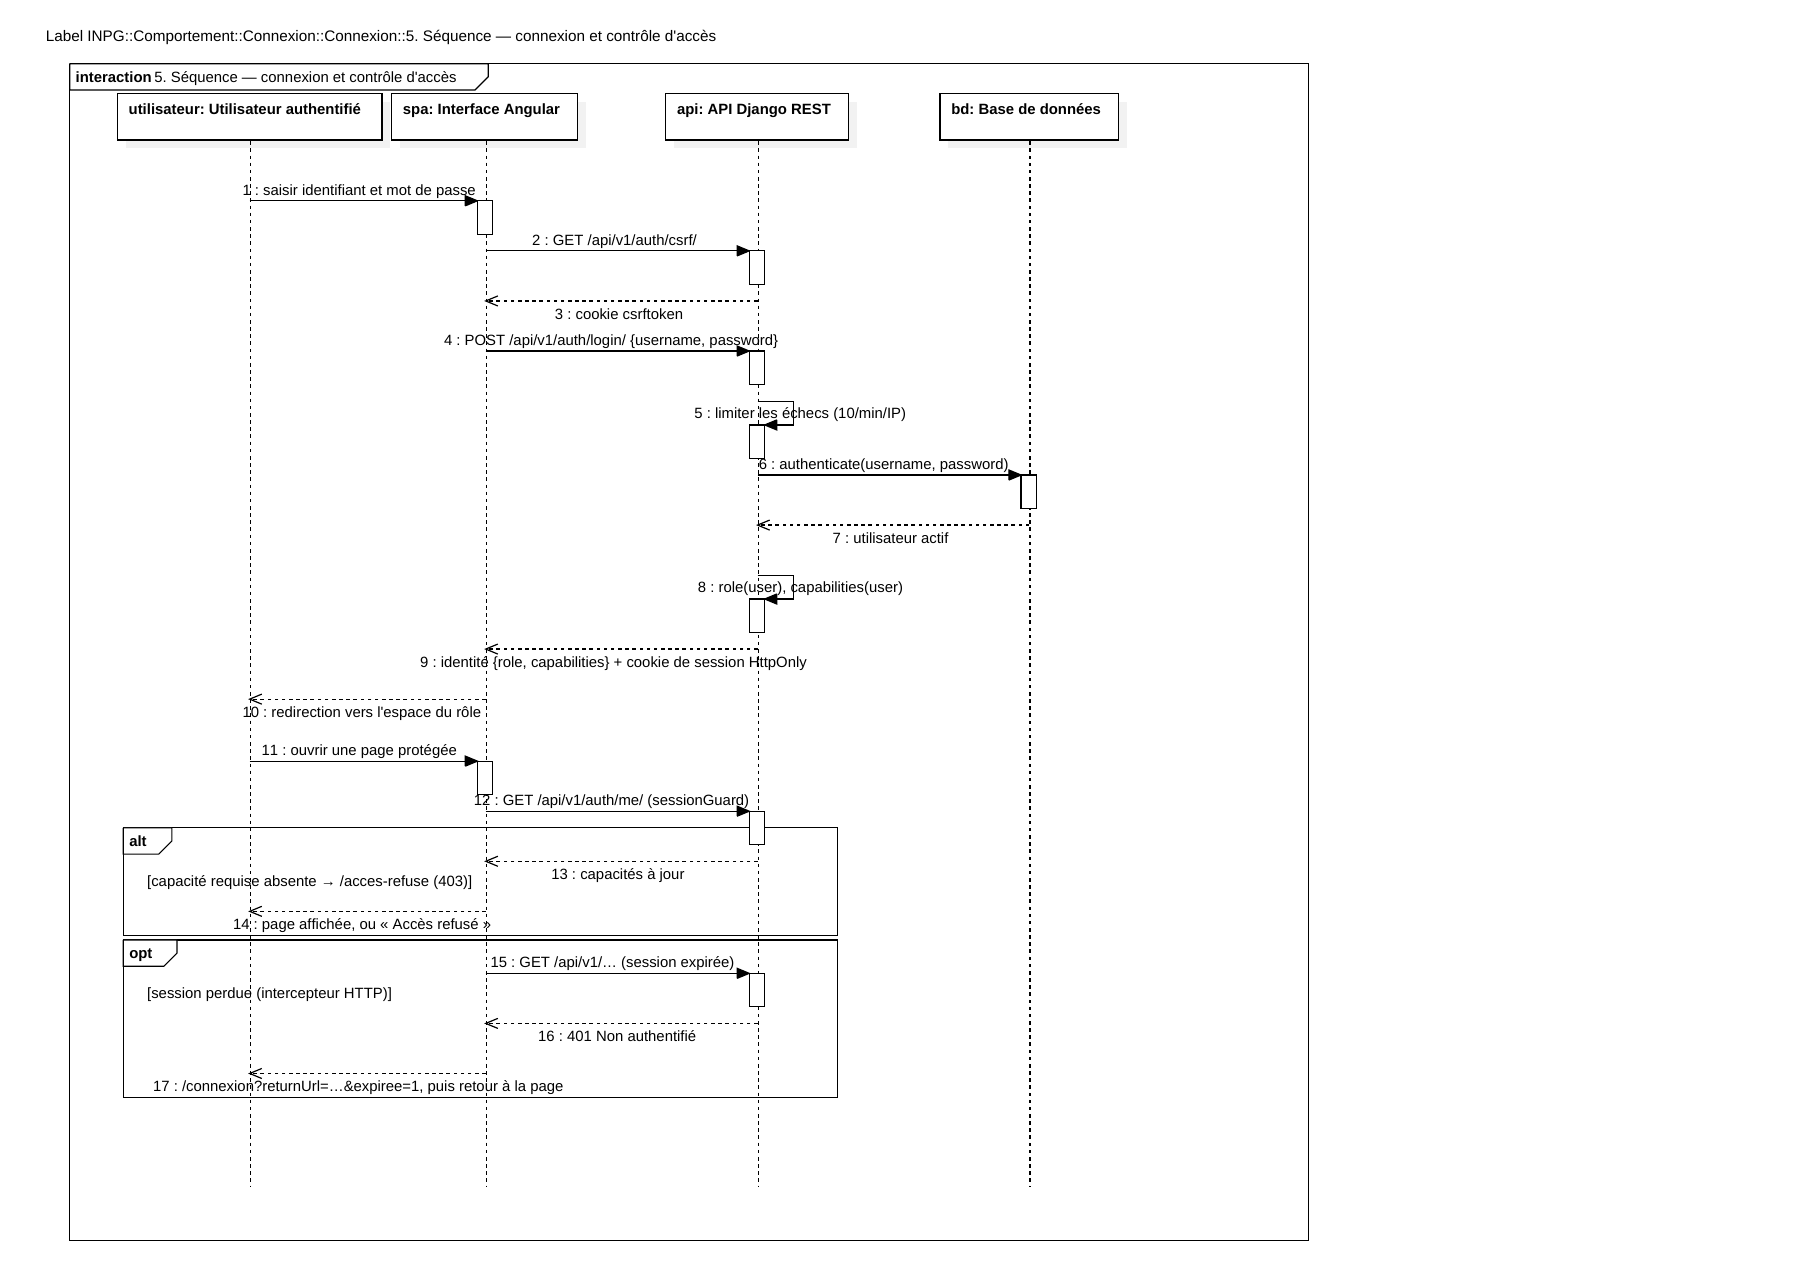 Label INPG::Comportement::Connexion::Connexion::5. Séquence — connexion et contrôle d'accès
interaction 5. Séquence — connexion et contrôle d'accès
utilisateur: Utilisateur authentifié
spa: Interface Angular
api: API Django REST
bd: Base de données
1 : saisir identifiant et mot de passe
2 : GET /api/v1/auth/csrf/
3 : cookie csrftoken
4 : POST /api/v1/auth/login/ {username, password}
5 : limiter les échecs (10/min/IP)
6 : authenticate(username, password)
7 : utilisateur actif
8 : role(user), capabilities(user)
9 : identité {role, capabilities} + cookie de session HttpOnly
10 : redirection vers l'espace du rôle
11 : ouvrir une page protégée
12 : GET /api/v1/auth/me/ (sessionGuard)
alt
13 : capacités à jour
[capacité requise absente → /acces-refuse (403)]
14 : page affichée, ou « Accès refusé »
opt
15 : GET /api/v1/… (session expirée)
[session perdue (intercepteur HTTP)]
16 : 401 Non authentifié
17 : /connexion?returnUrl=…&expiree=1, puis retour à la page